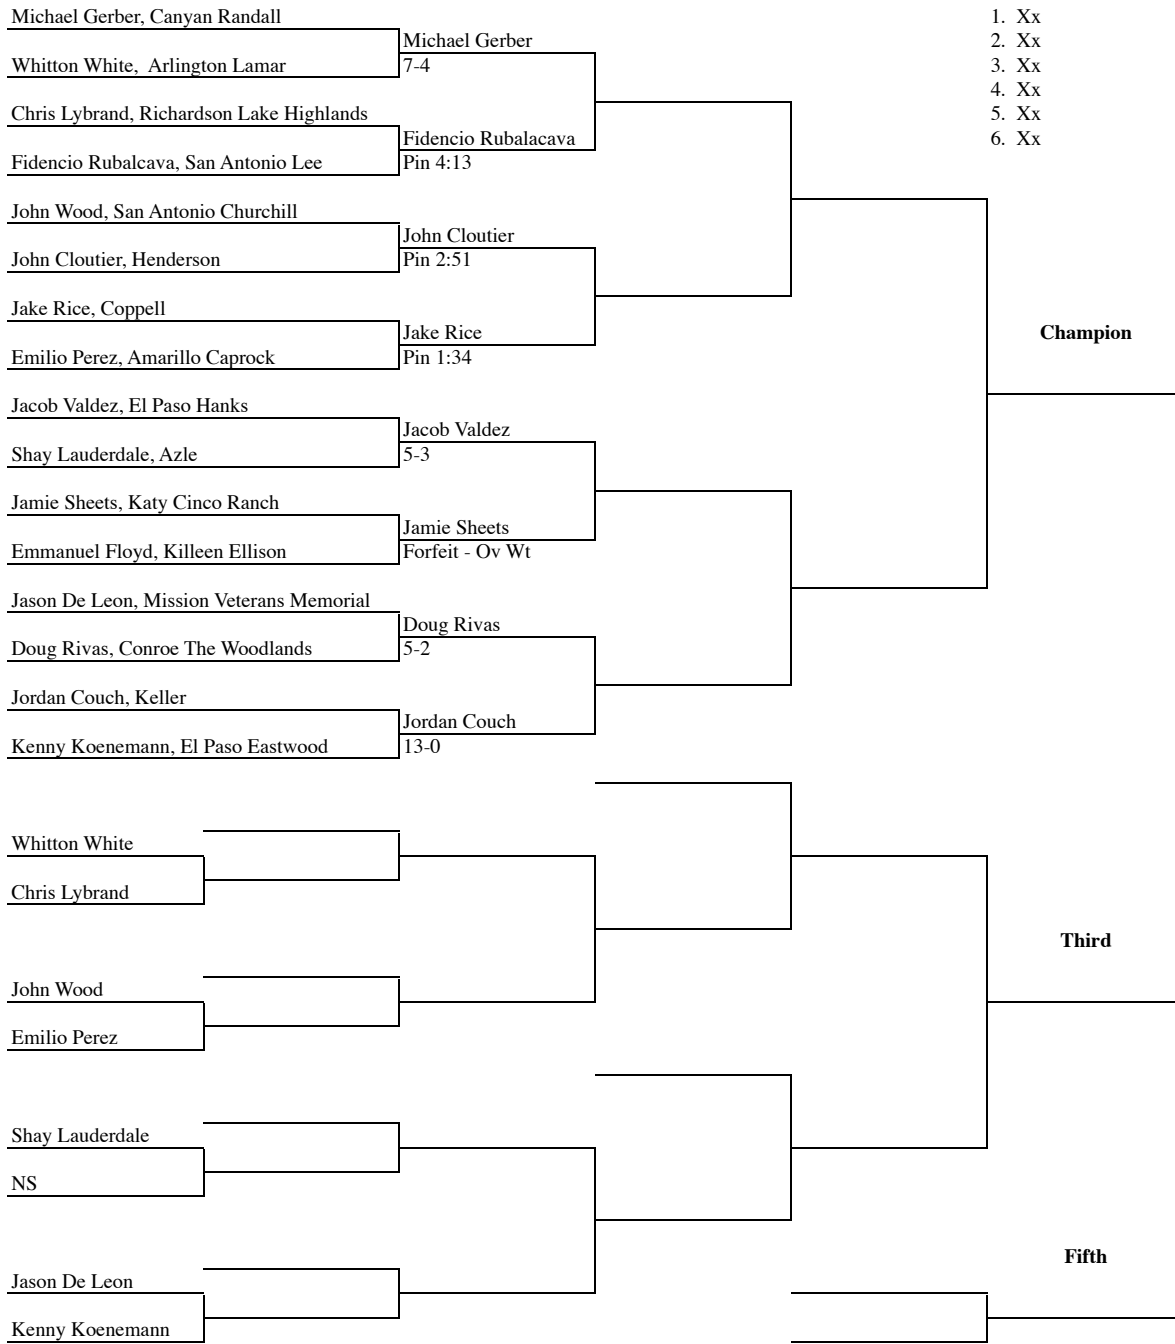 Michael Gerber, Canyan Randall
1. Xx
Michael Gerber
2. Xx
Whitton White,  Arlington Lamar
7-4
3. Xx
4. Xx
Chris Lybrand, Richardson Lake Highlands
5. Xx
Fidencio Rubalacava
6. Xx
Fidencio Rubalcava, San Antonio Lee
Pin 4:13
John Wood, San Antonio Churchill
John Cloutier
John Cloutier, Henderson
Pin 2:51
Jake Rice, Coppell
Jake Rice
Champion
Emilio Perez, Amarillo Caprock
Pin 1:34
Jacob Valdez, El Paso Hanks
Jacob Valdez
Shay Lauderdale, Azle
5-3
Jamie Sheets, Katy Cinco Ranch
Jamie Sheets
Emmanuel Floyd, Killeen Ellison
Forfeit - Ov Wt
Jason De Leon, Mission Veterans Memorial
Doug Rivas
Doug Rivas, Conroe The Woodlands
5-2
Jordan Couch, Keller
Jordan Couch
Kenny Koenemann, El Paso Eastwood
13-0
Whitton White
Chris Lybrand
Third
John Wood
Emilio Perez
Shay Lauderdale
NS
Fifth
Jason De Leon
Kenny Koenemann